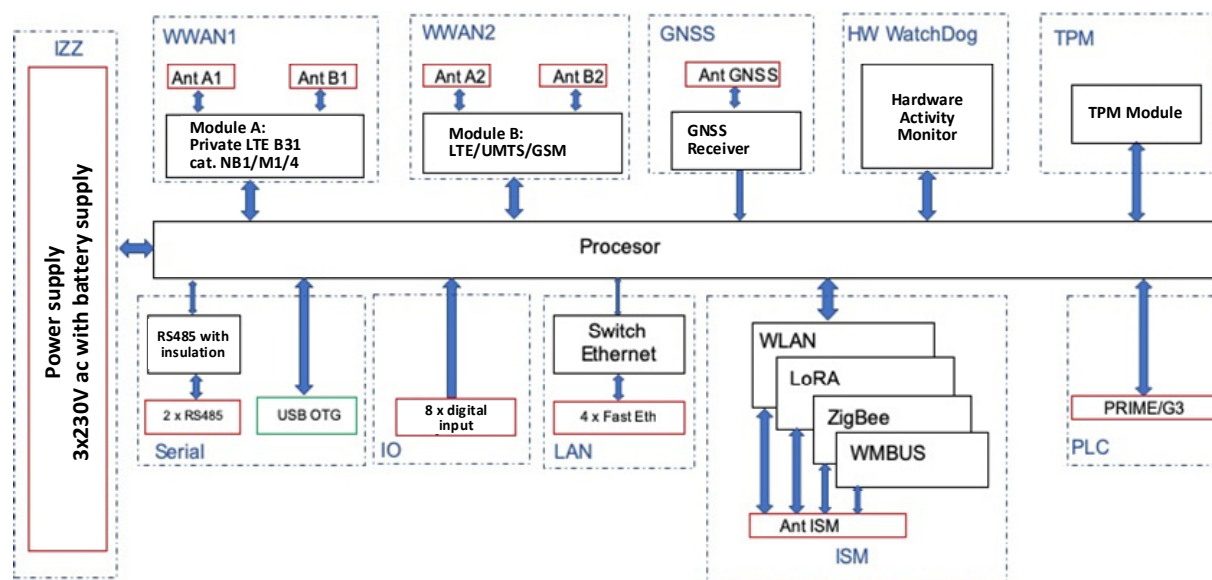 IZZ
Power supply
3x230V ac with battery supply
WWAN1
Ant A1
Ant B1
Module A:
Private LTE B31
cat. NB1/M1/4
WWAN2
Ant A2
Ant B2
Module B:
LTE/UMTS/GSM
GNSS
Ant GNSS
GNSS
Receiver
HW WatchDog
Hardware
Activity
Monitor
TPM
TPM Module
Procesor
RS485 with
insulation
2 x RS485
USB OTG
Serial
8 x digital
input
IO
Switch
Ethernet
4 x Fast Eth
LAN
WLAN
LoRA
ZigBee
WMBUS
Ant ISM
ISM
PRIME/G3
PLC